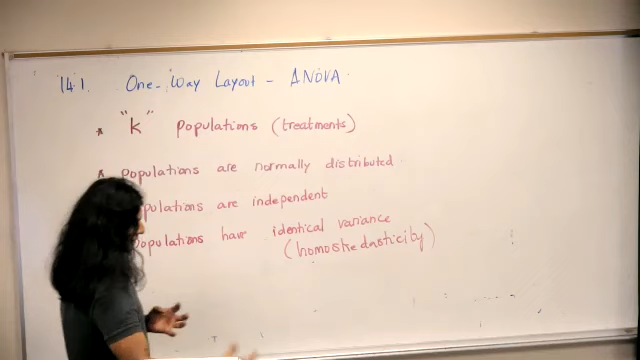 14.1. One-Way Layout - ANOVA
* "K" populations (treatments)
* populations are normally distributed
populations are independent
populations have identical variance
(homoskedasticity)